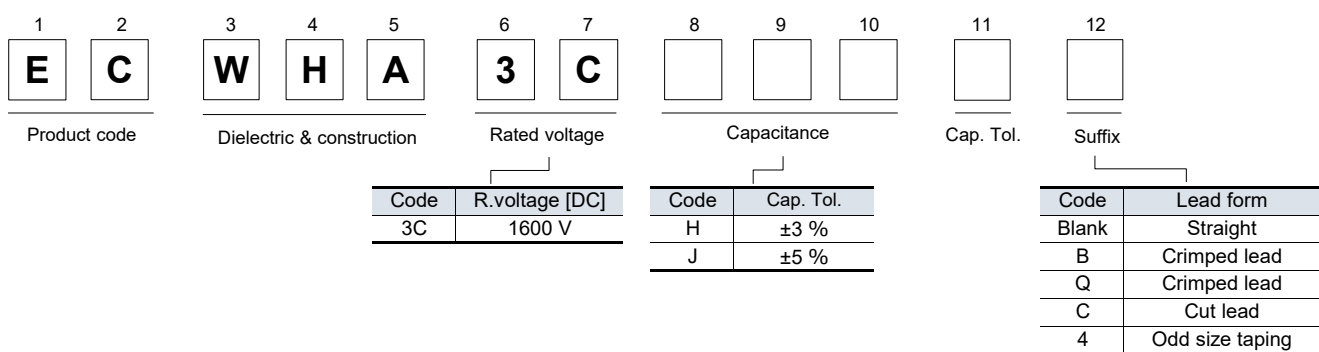 1 2 3 4 5 6 7 8 9 10 11 12
E C W H A 3 C
Product code Dielectric & construction Rated voltage Capacitance Cap. Tol. Suffix
Code R.voltage [DC]
3C 1600 V
Code Cap. Tol.
H ±3 %
J ±5 %
Code Lead form
Blank Straight
B Crimped lead
Q Crimped lead
C Cut lead
4 Odd size taping